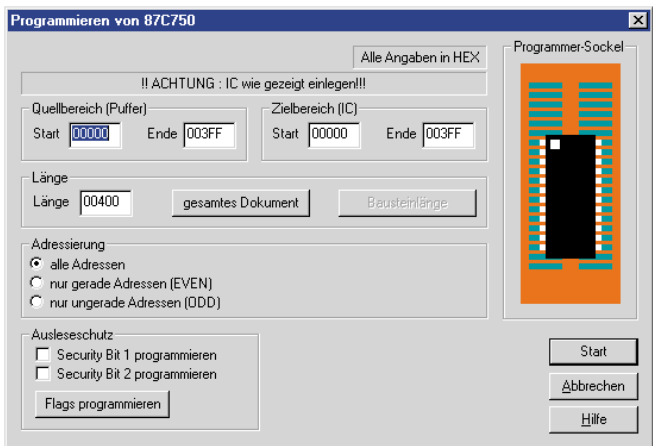 Programmieren von 87C750
Alle Angaben in HEX
!! ACHTUNG : IC wie gezeigt einlegen!!!
Programmer-Sockel
Quellbereich (Puffer)
Start 00000 Ende 003FF
Zielbereich (IC)
Start 00000 Ende 003FF
Länge
Länge 00400 gesamtes Dokument Bausteinlänge
Adressierung
alle Adressen
nur gerade Adressen (EVEN)
nur ungerade Adressen (ODD)
Ausleseschutz
Security Bit 1 programmieren
Security Bit 2 programmieren
Flags programmieren
Start
Abbrechen
Hilfe